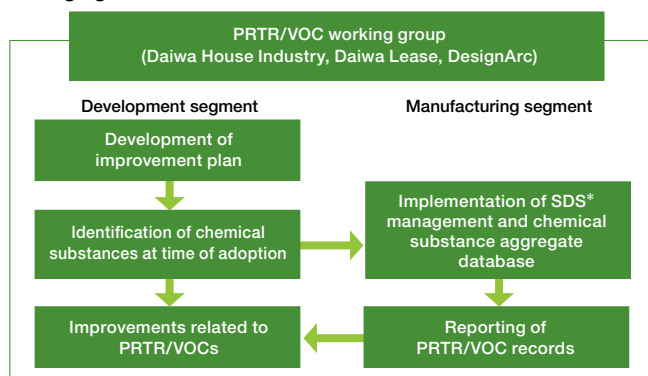 PRTR/VOC working group
(Daiwa House Industry, Daiwa Lease, DesignArc)
Development segment
Manufacturing segment
Development of
improvement plan
Identification of chemical
substances at time of adoption
Implementation of SDS*
management and chemical
substance aggregate
database
Improvements related to
PRTR/VOCs
Reporting of
PRTR/VOC records